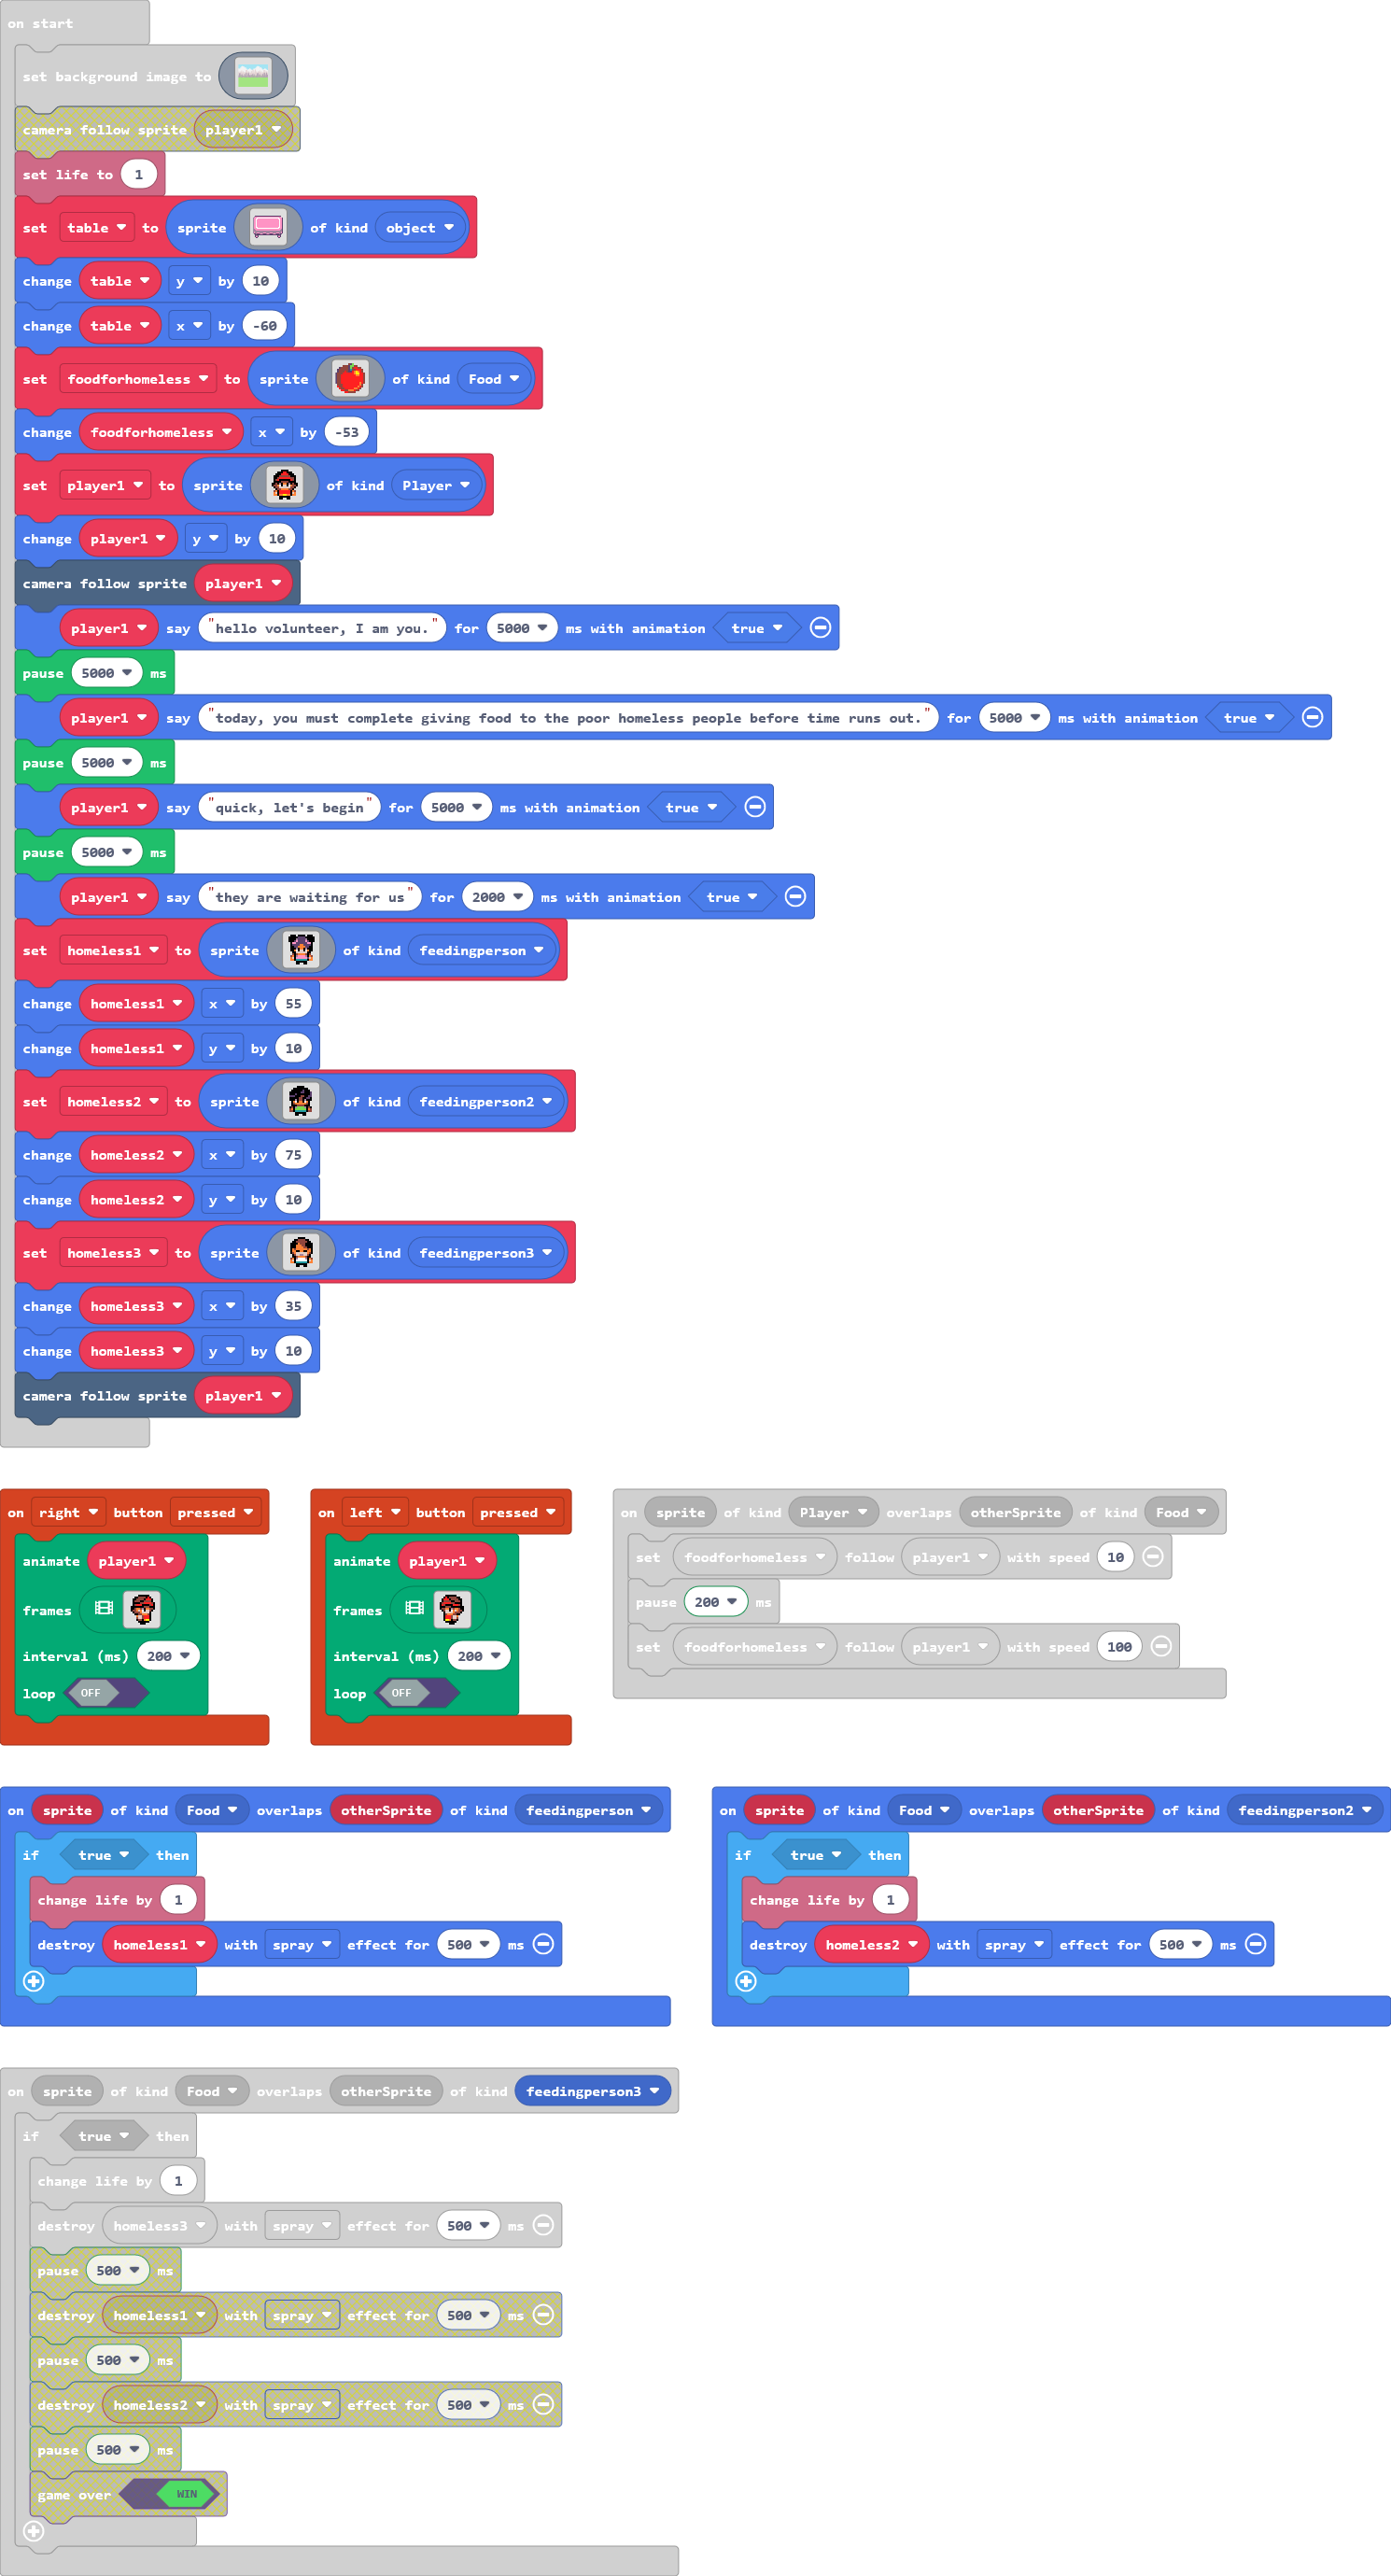 on start
set background image to
camera follow sprite player1
set life to 1
set table to sprite of kind object
change table y by 10
change table x by -60
set foodforhomeless to sprite of kind Food
change foodforhomeless x by -53
set player1 to sprite of kind Player
change player1 y by 10
camera follow sprite player1
player1 say "hello volunteer, I am you." for 5000 ms with animation true
pause 5000 ms
player1 say "today, you must complete giving food to the poor homeless people before time runs out." for 5000 ms with animation true
pause 5000 ms
player1 say "quick, let's begin" for 5000 ms with animation true
pause 5000 ms
player1 say "they are waiting for us" for 2000 ms with animation true
set homeless1 to sprite of kind feedingperson
change homeless1 x by 55
change homeless1 y by 10
set homeless2 to sprite of kind feedingperson2
change homeless2 x by 75
change homeless2 y by 10
set homeless3 to sprite of kind feedingperson3
change homeless3 x by 35
change homeless3 y by 10
camera follow sprite player1
on right button pressed
animate player1
frames
interval (ms) 200
loop OFF
on left button pressed
animate player1
frames
interval (ms) 200
loop OFF
on sprite of kind Player overlaps otherSprite of kind Food
set foodforhomeless follow player1 with speed 10
pause 200 ms
set foodforhomeless follow player1 with speed 100
on sprite of kind Food overlaps otherSprite of kind feedingperson
if true then
change life by 1
destroy homeless1 with spray effect for 500 ms
on sprite of kind Food overlaps otherSprite of kind feedingperson2
if true then
change life by 1
destroy homeless2 with spray effect for 500 ms
on sprite of kind Food overlaps otherSprite of kind feedingperson3
if true then
change life by 1
destroy homeless3 with spray effect for 500 ms
pause 500 ms
destroy homeless1 with spray effect for 500 ms
pause 500 ms
destroy homeless2 with spray effect for 500 ms
pause 500 ms
game over WIN